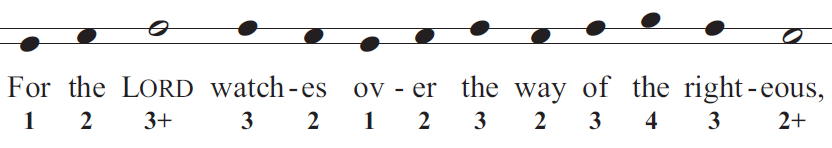 For the LORD watch-es ov-er the way of the right-eous,
1 2 3+ 3 2 1 2 3 2 3 4 3 2+